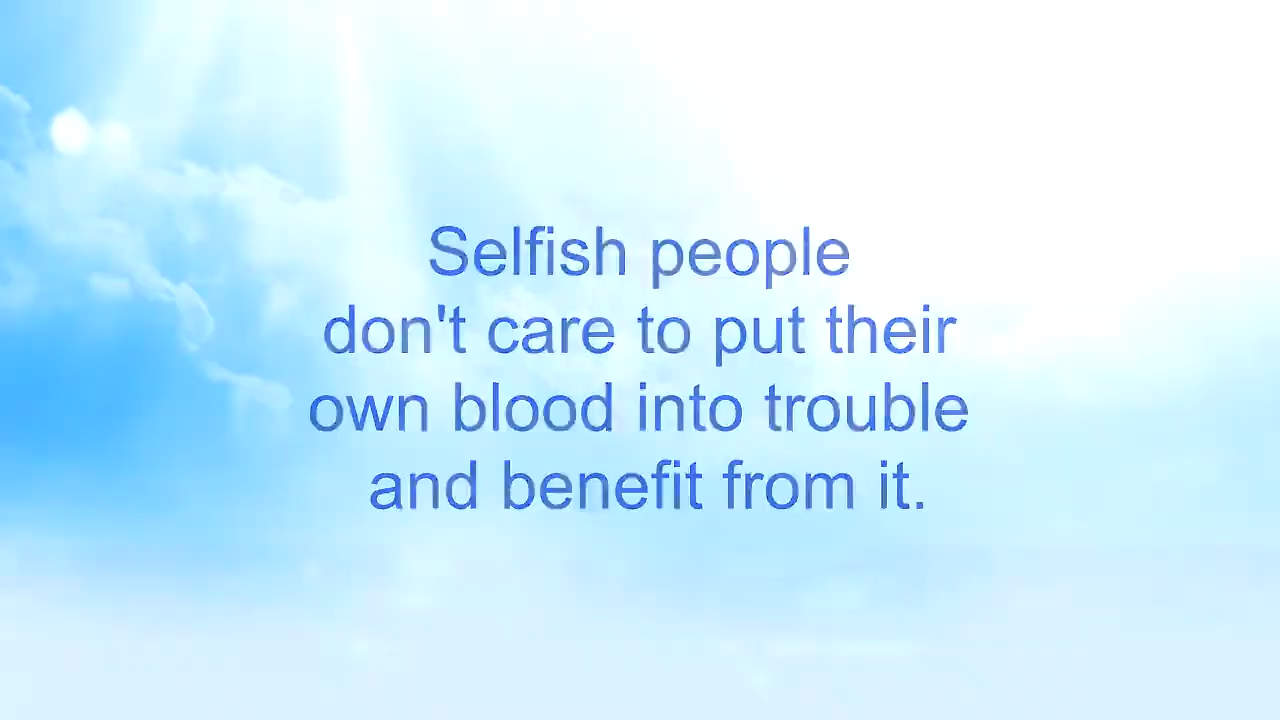 Selfish people
don't care to put their
own blood into trouble
and benefit from it.